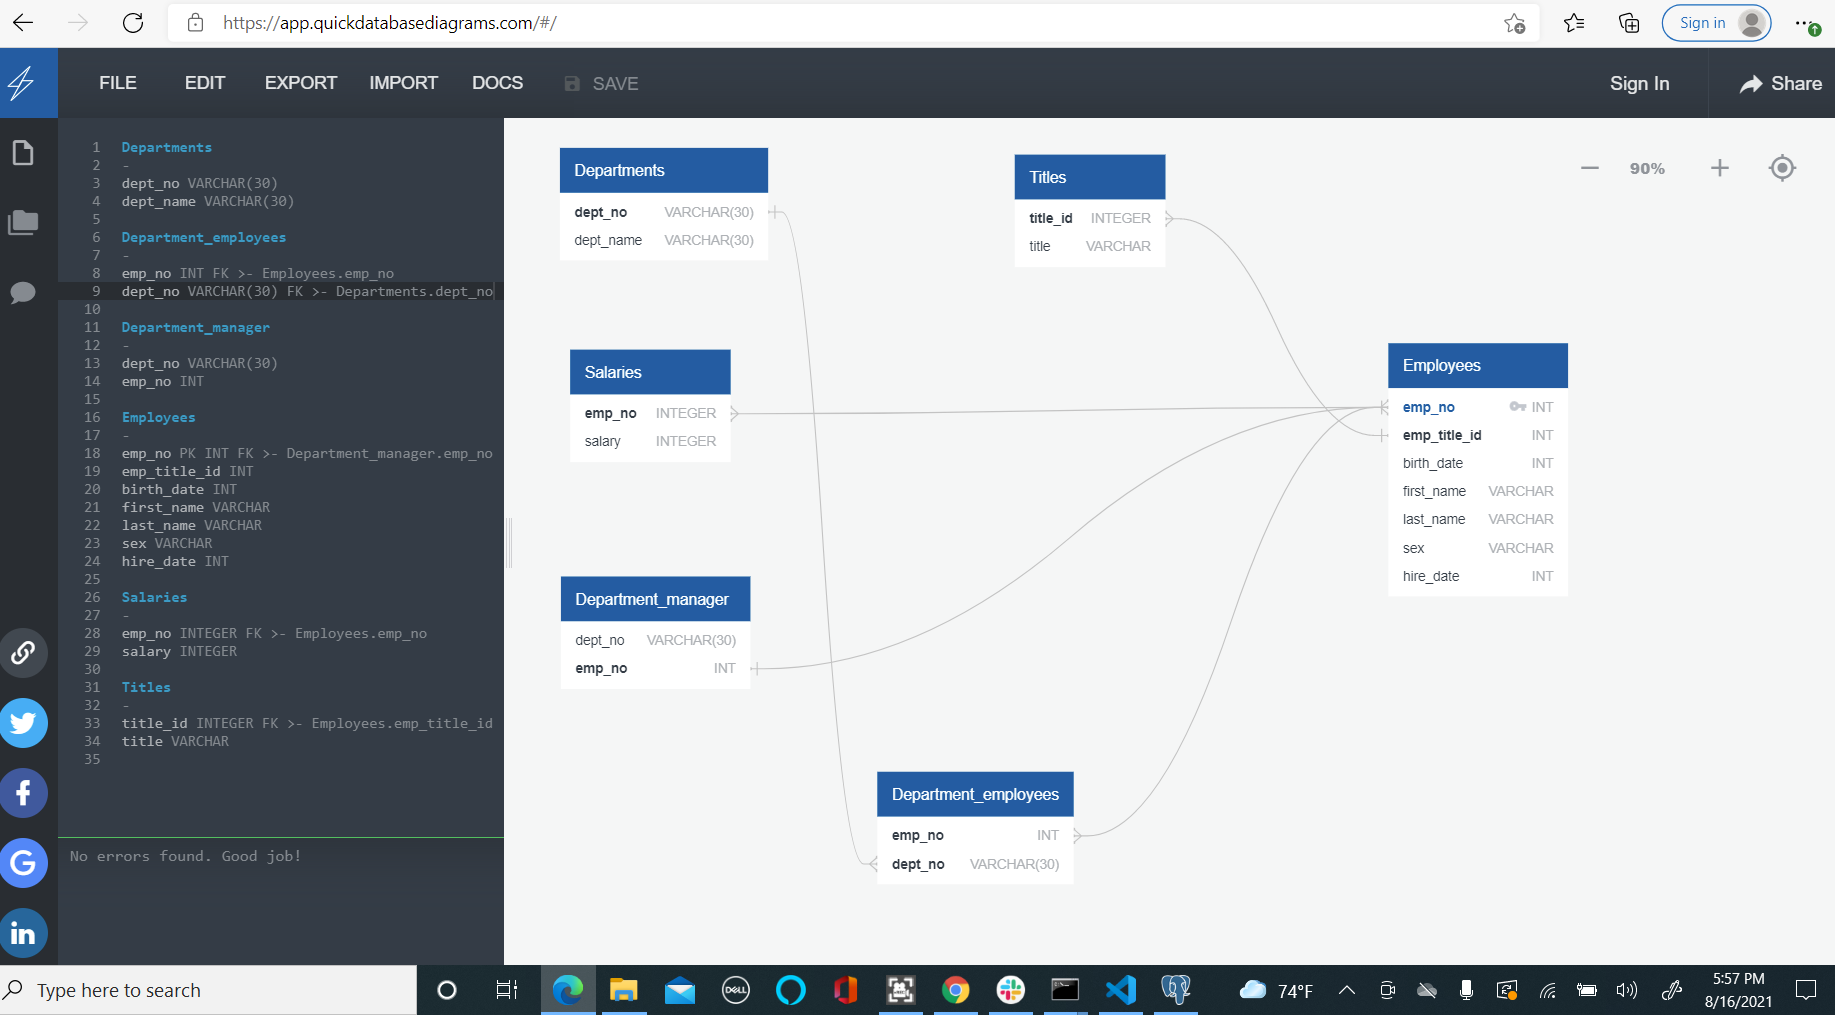 https://app.quickdatabasediagrams.com/#/
Sign in
FILE EDIT EXPORT IMPORT DOCS SAVE
Sign In
Share
1 Departments
2 -
3 dept_no VARCHAR(30)
4 dept_name VARCHAR(30)
5
6 Department_employees
7 -
8 emp_no INT FK >- Employees.emp_no
9 dept_no VARCHAR(30) FK >- Departments.dept_no
10
11 Department_manager
12 -
13 dept_no VARCHAR(30)
14 emp_no INT
15
16 Employees
17 -
18 emp_no PK INT FK >- Department_manager.emp_no
19 emp_title_id INT
20 birth_date INT
21 first_name VARCHAR
22 last_name VARCHAR
23 sex VARCHAR
24 hire_date INT
25
26 Salaries
27 -
28 emp_no INTEGER FK >- Employees.emp_no
29 salary INTEGER
30
31 Titles
32 -
33 title_id INTEGER FK >- Employees.emp_title_id
34 title VARCHAR
35
No errors found. Good job!
90%
Departments
dept_no VARCHAR(30)
dept_name VARCHAR(30)
Titles
title_id INTEGER
title VARCHAR
Salaries
emp_no INTEGER
salary INTEGER
Employees
emp_no INT
emp_title_id INT
birth_date INT
first_name VARCHAR
last_name VARCHAR
sex VARCHAR
hire_date INT
Department_manager
dept_no VARCHAR(30)
emp_no INT
Department_employees
emp_no INT
dept_no VARCHAR(30)
Type here to search
DELL
74°F
5:57 PM
8/16/2021